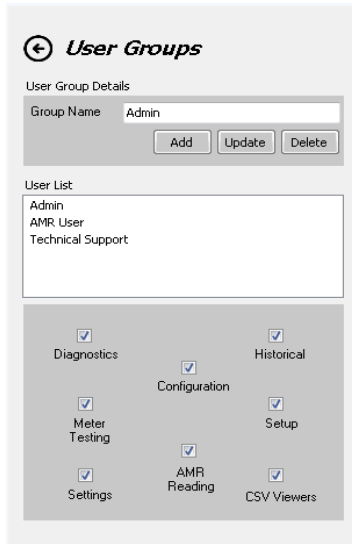 User Groups
User Group Details
Group Name Admin
Add Update Delete
User List
Admin
AMR User
Technical Support
Diagnostics
Historical
Configuration
Meter
Testing
Setup
AMR
Reading
Settings
CSV Viewers